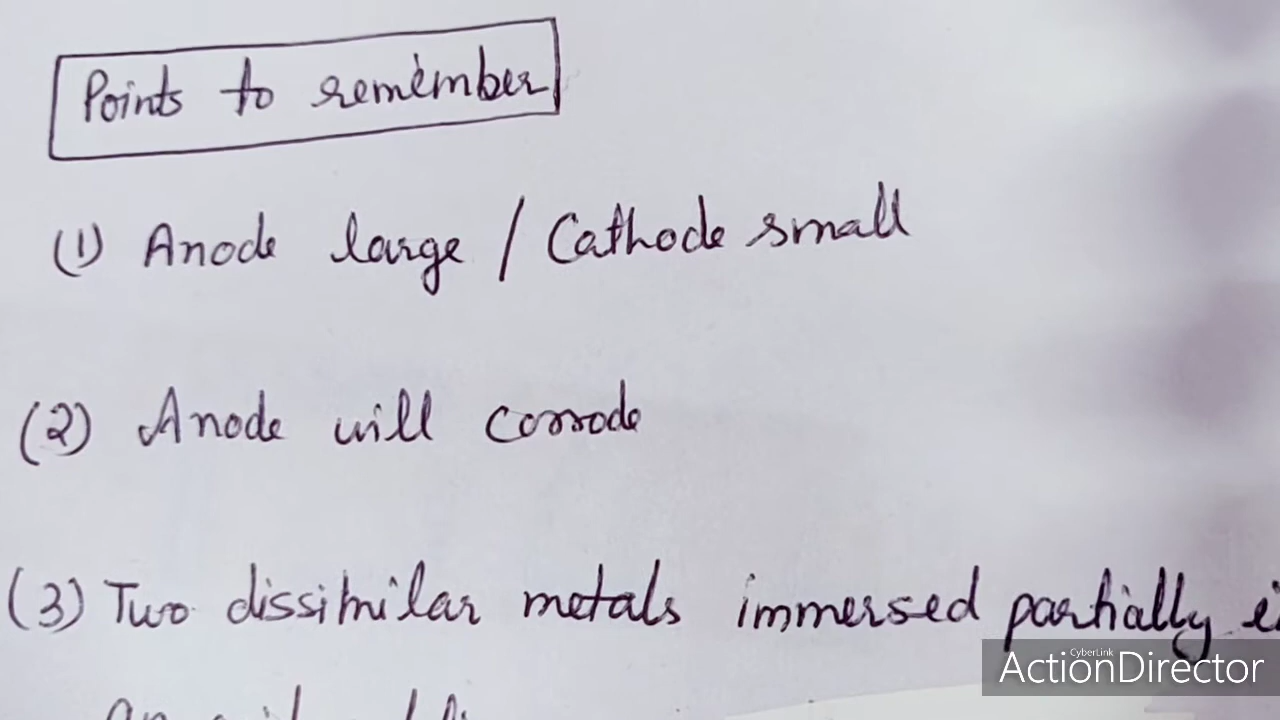 Points to remember
(1) Anode large / Cathode small
(2) Anode will corrode
(3) Two dissimilar metals immersed partially
CyberLink
ActionDirector